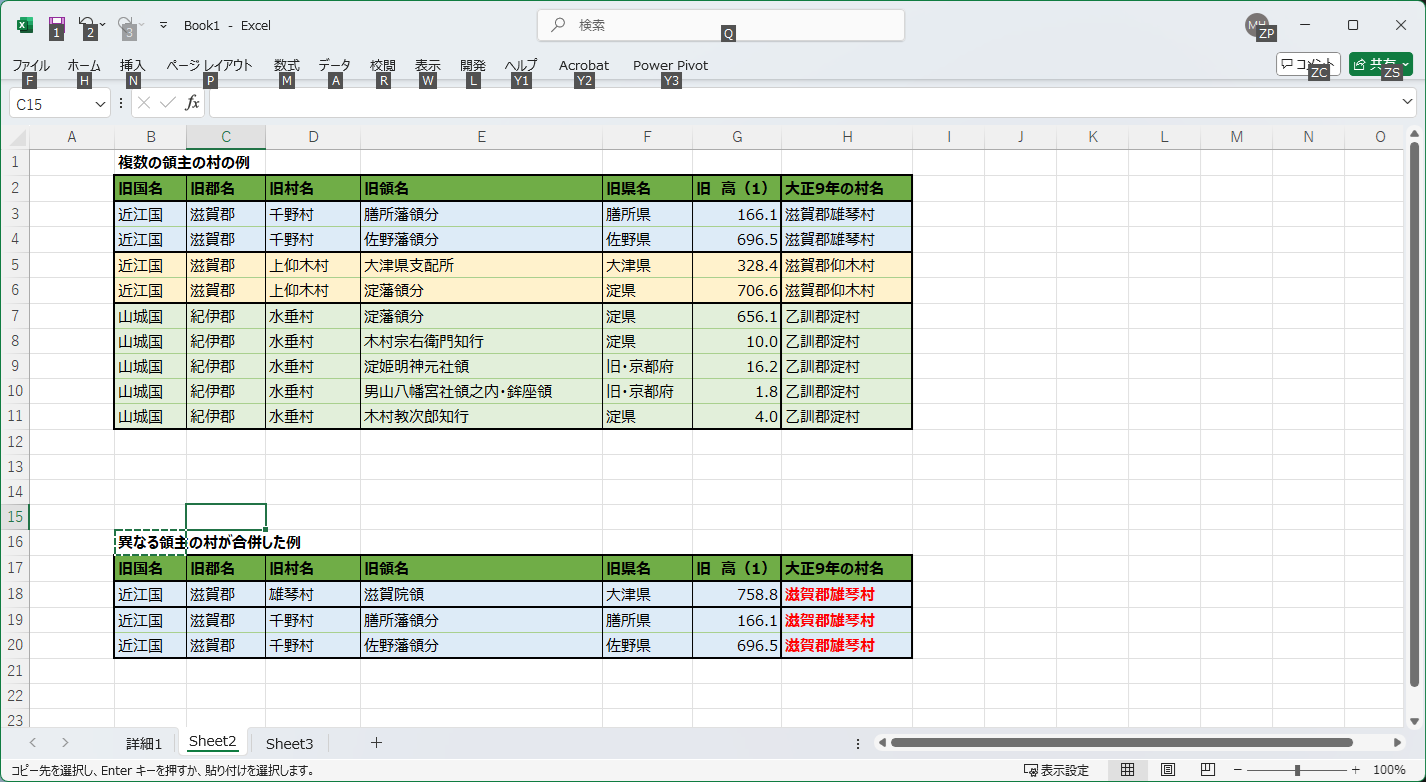 Book1 - Excel
検索
1 2 3 Q ZP
ファイル ホーム 挿入 ページ レイアウト 数式 データ 校閲 表示 開発 ヘルプ Acrobat Power Pivot コメント 共有
F H N P M A R W L Y1 Y2 Y3 ZC ZS
C15 fx
A B C D E F G H I J K L M N O
1 複数の領主の村の例
2 旧国名 旧郡名 旧村名 旧領名 旧県名 旧 高（1） 大正9年の村名
3 近江国 滋賀郡 千野村 膳所藩領分 膳所県 166.1 滋賀郡雄琴村
4 近江国 滋賀郡 千野村 佐野藩領分 佐野県 696.5 滋賀郡雄琴村
5 近江国 滋賀郡 上仰木村 大津県支配所 大津県 328.4 滋賀郡仰木村
6 近江国 滋賀郡 上仰木村 淀藩領分 淀県 706.6 滋賀郡仰木村
7 山城国 紀伊郡 水垂村 淀藩領分 淀県 656.1 乙訓郡淀村
8 山城国 紀伊郡 水垂村 木村宗右衛門知行 淀県 10.0 乙訓郡淀村
9 山城国 紀伊郡 水垂村 淀姫明神元社領 旧・京都府 16.2 乙訓郡淀村
10 山城国 紀伊郡 水垂村 男山八幡宮社領之内・鉾座領 旧・京都府 1.8 乙訓郡淀村
11 山城国 紀伊郡 水垂村 木村教次郎知行 淀県 4.0 乙訓郡淀村
12
13
14
15
16 異なる領主の村が合併した例
17 旧国名 旧郡名 旧村名 旧領名 旧県名 旧 高（1） 大正9年の村名
18 近江国 滋賀郡 雄琴村 滋賀院領 大津県 758.8 滋賀郡雄琴村
19 近江国 滋賀郡 千野村 膳所藩領分 膳所県 166.1 滋賀郡雄琴村
20 近江国 滋賀郡 千野村 佐野藩領分 佐野県 696.5 滋賀郡雄琴村
21
22
23
詳細1 Sheet2 Sheet3
コピー先を選択し、Enter キーを押すか、貼り付けを選択します。 表示設定 100%